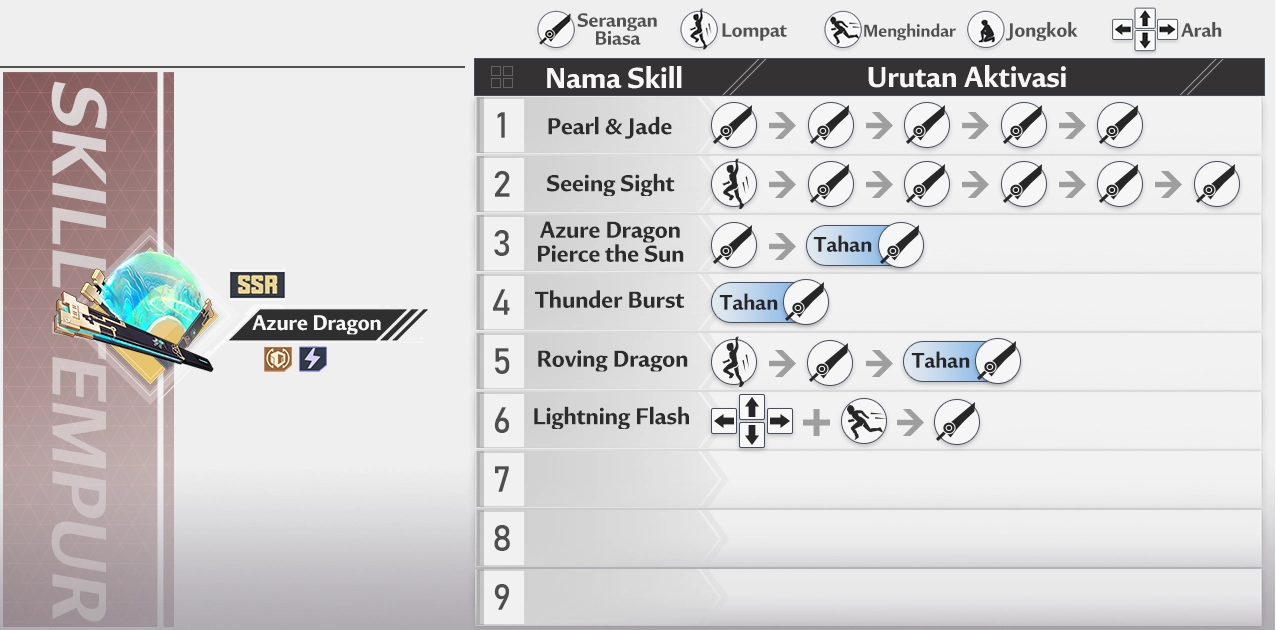 Serangan
Biasa
Lompat
Menghindar
Jongkok
Arah
Nama Skill
Urutan Aktivasi
SKILL TEMPUR
SSR
Azure Dragon
1
Pearl & Jade
2
Seeing Sight
3
Azure Dragon
Pierce the Sun
Tahan
4
Thunder Burst
Tahan
5
Roving Dragon
Tahan
6
Lightning Flash
7
8
9